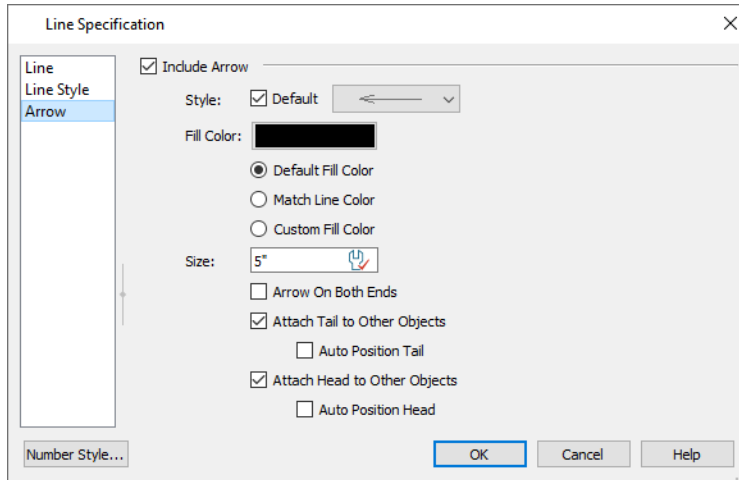 Line Specification
Line
Line Style
Arrow
Include Arrow
Style: Default
Fill Color:
Default Fill Color
Match Line Color
Custom Fill Color
Size: 5"
Arrow On Both Ends
Attach Tail to Other Objects
Auto Position Tail
Attach Head to Other Objects
Auto Position Head
Number Style... OK Cancel Help